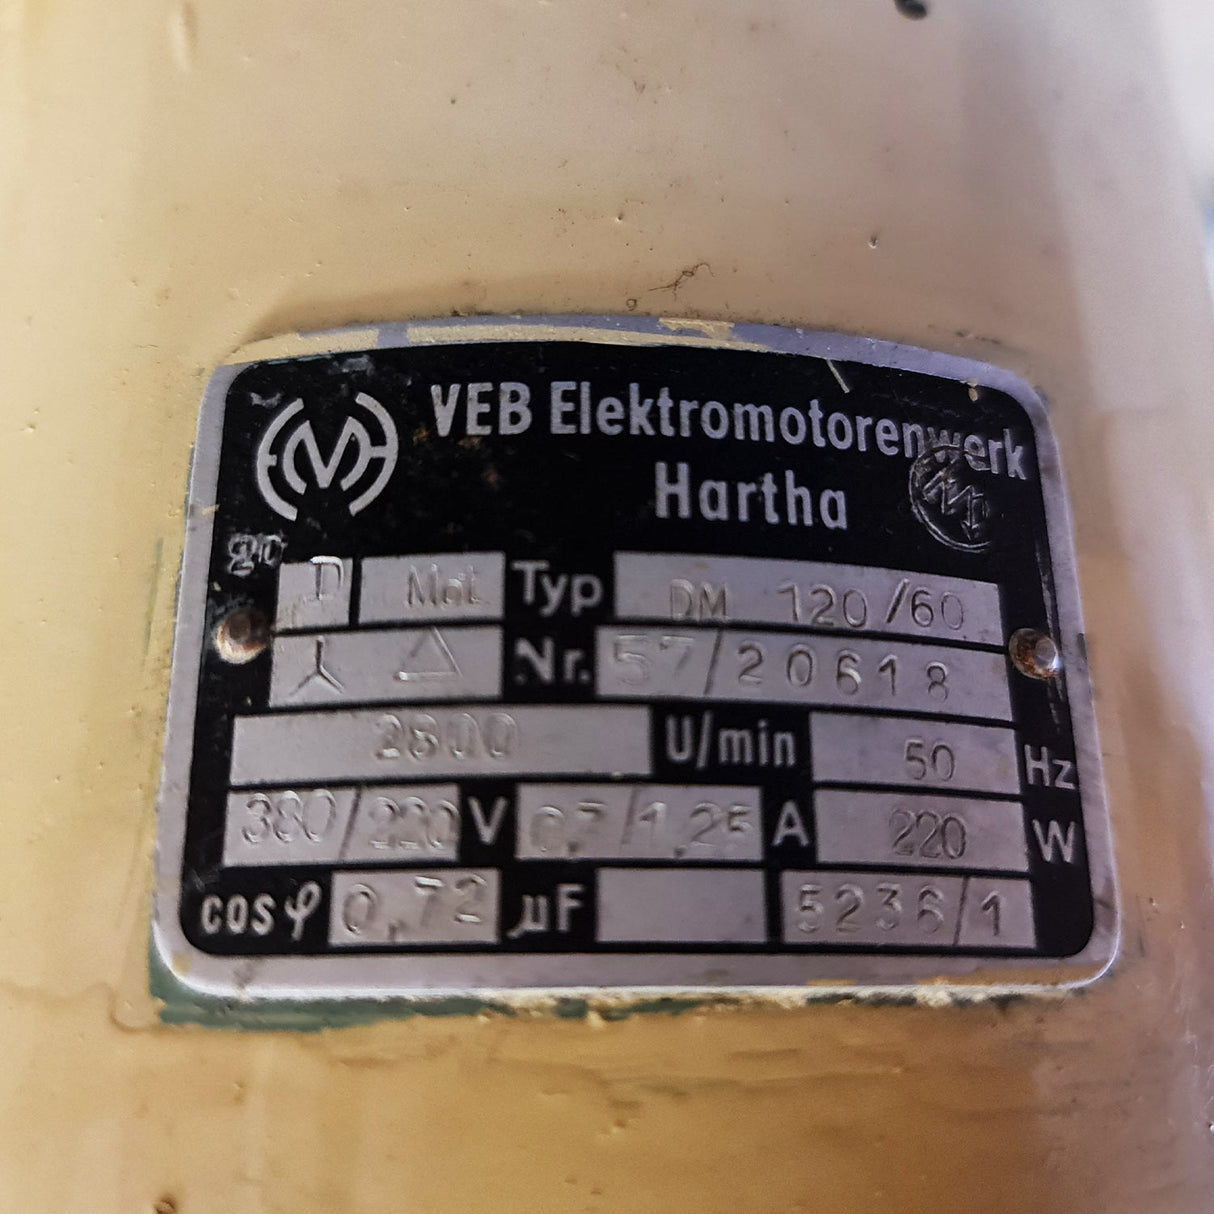 EMH VEB Elektromotorenwerk
Hartha
D Mot. Typ DM 120/60
Nr. 57/20618
2800 U/min 50 Hz
380/220 V 0,7/1,25 A 220 W
cos φ 0,72 µF 5236/1